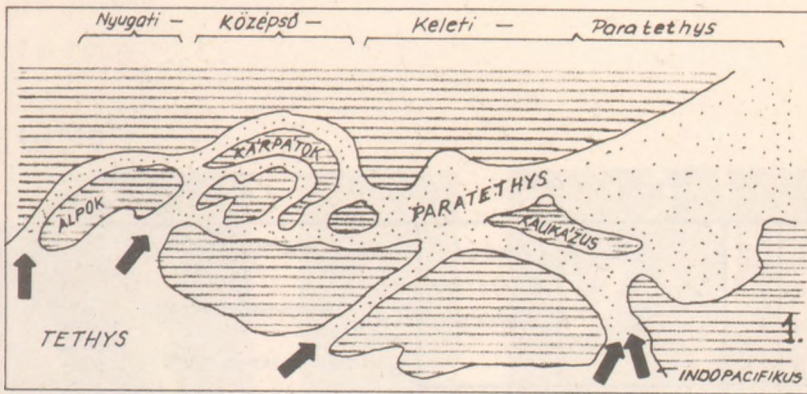 Nyugati – Középső – Keleti – Paratethys
KÁRPÁTOK
ALPOK
PARATETHYS
KAUKÁZUS
TETHYS
1.
INDOPACIFIKUS